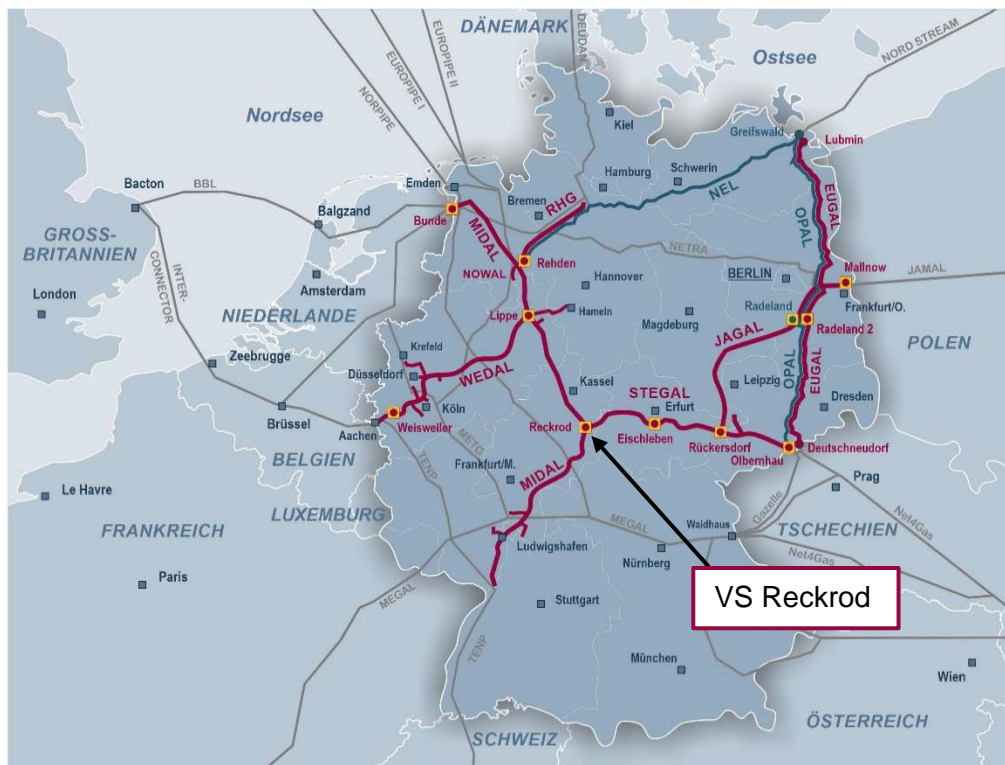 DÄNEMARK
Ostsee
NORD STREAM
EUROPIPE II
EUROPIPE I
NORPIPE
DEUDAN
Nordsee
Kiel
Greifswald
Lubmin
Hamburg
Schwerin
NEL
Bacton
BBL
Emden
Bunde
Bremen
RHG
EUGAL
OPAL
Balgzand
MIDAL
GROSS-
BRITANNIEN
INTER-
CONNECTOR
NOWAL
Rehden
NETRA
Mallnow
JAMAL
Hannover
BERLIN
Frankfurt/O.
London
Amsterdam
NIEDERLANDE
Lippe
Hameln
Magdeburg
Radeland
Radeland 2
JAGAL
POLEN
Zeebrugge
Krefeld
Düsseldorf
WEDAL
Kassel
STEGAL
Leipzig
OPAL
EUGAL
Dresden
Brüssel
Köln
Aachen
Weisweiler
Reckrod
Erfurt
Eischleben
Rückersdorf
Olbernhau
Deutschneudorf
BELGIEN
METG
TENP
Frankfurt/M.
MIDAL
Le Havre
LUXEMBURG
Prag
Gazelle
Net4Gas
FRANKREICH
MEGAL
Waidhaus
TSCHECHIEN
Ludwigshafen
Nürnberg
Net4Gas
Paris
MEGAL
VS Reckrod
Stuttgart
TENP
München
Wien
SCHWEIZ
ÖSTERREICH